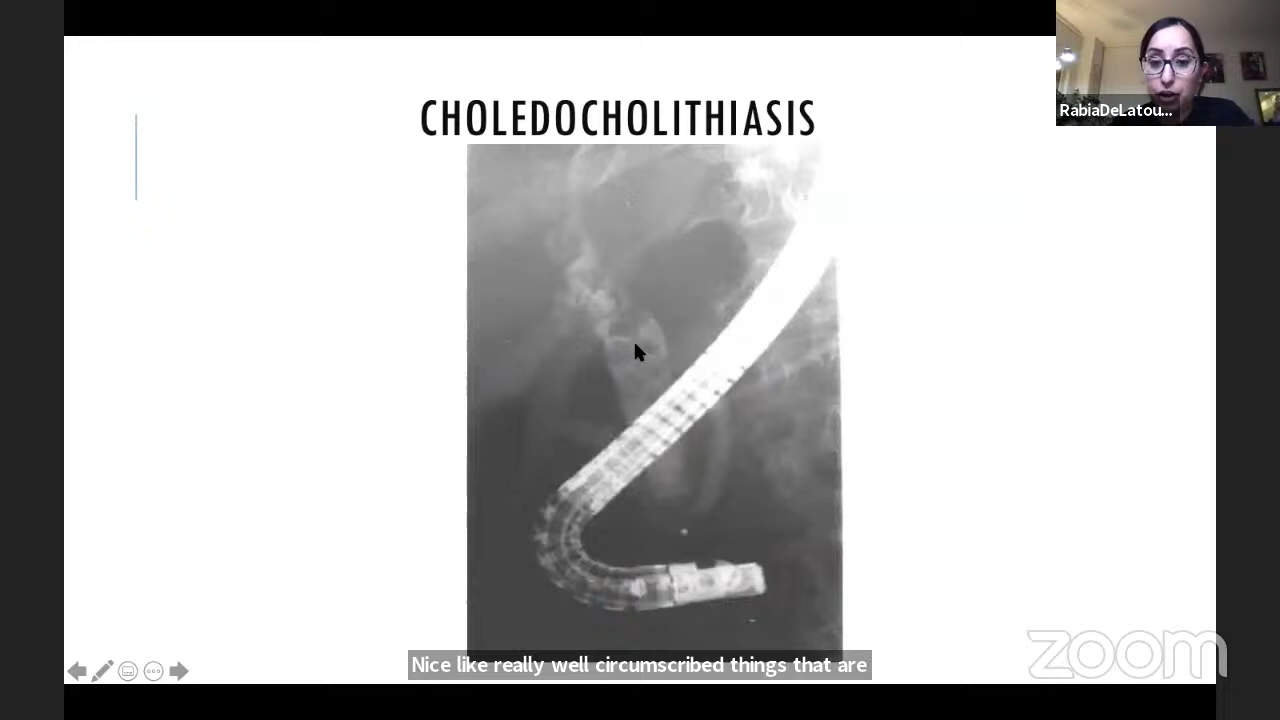 CHOLEDOCHOLITHIASIS
RabiaDeLatou...
Nice like really well circumscribed things that are
zoom